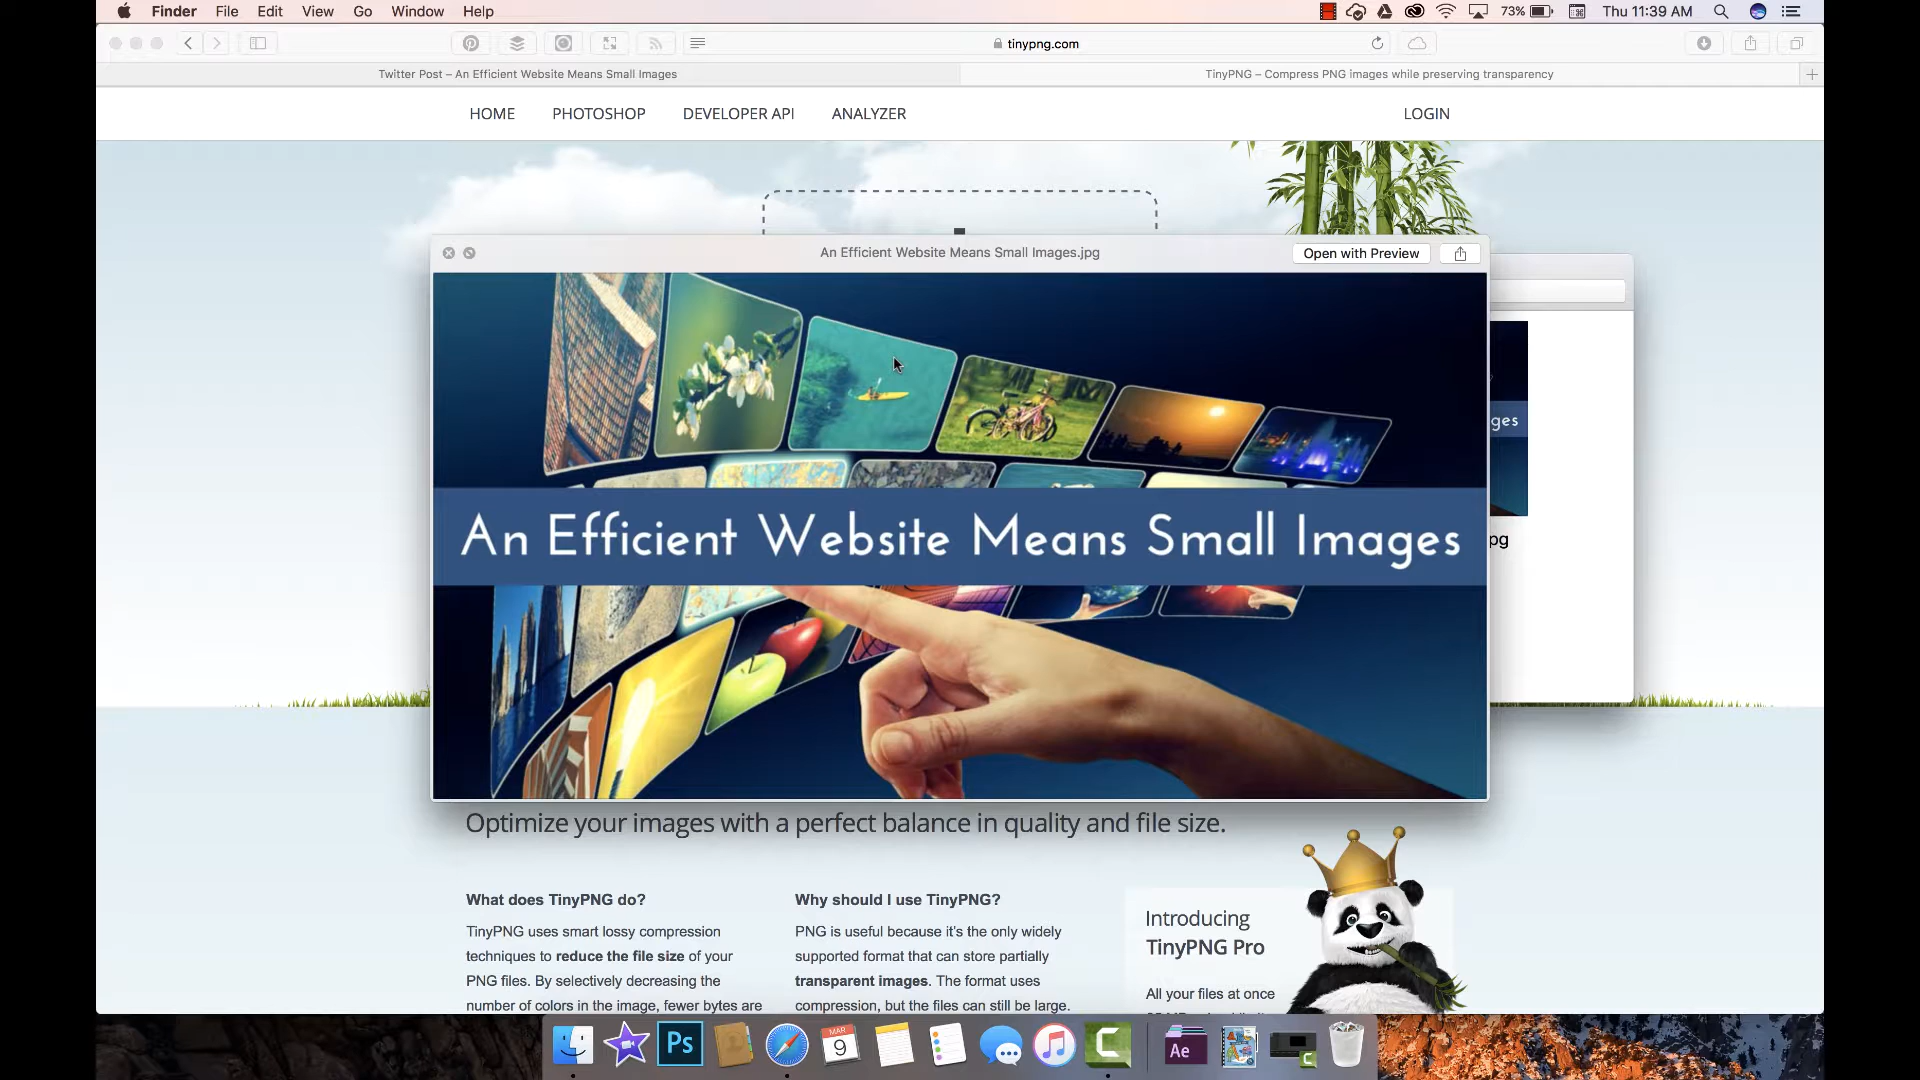 Finder File Edit View Go Window Help 73% Thu 11:39 AM
tinypng.com
Twitter Post – An Efficient Website Means Small Images TinyPNG – Compress PNG images while preserving transparency
HOME PHOTOSHOP DEVELOPER API ANALYZER LOGIN
An Efficient Website Means Small Images.jpg Open with Preview
ges
An Efficient Website Means Small Images
pg
Optimize your images with a perfect balance in quality and file size.
What does TinyPNG do?
TinyPNG uses smart lossy compression
techniques to reduce the file size of your
PNG files. By selectively decreasing the
number of colors in the image, fewer bytes are
Why should I use TinyPNG?
PNG is useful because it's the only widely
supported format that can store partially
transparent images. The format uses
compression, but the files can still be large.
Introducing
TinyPNG Pro
All your files at once
Ps
MAR
9
C
Ae
C